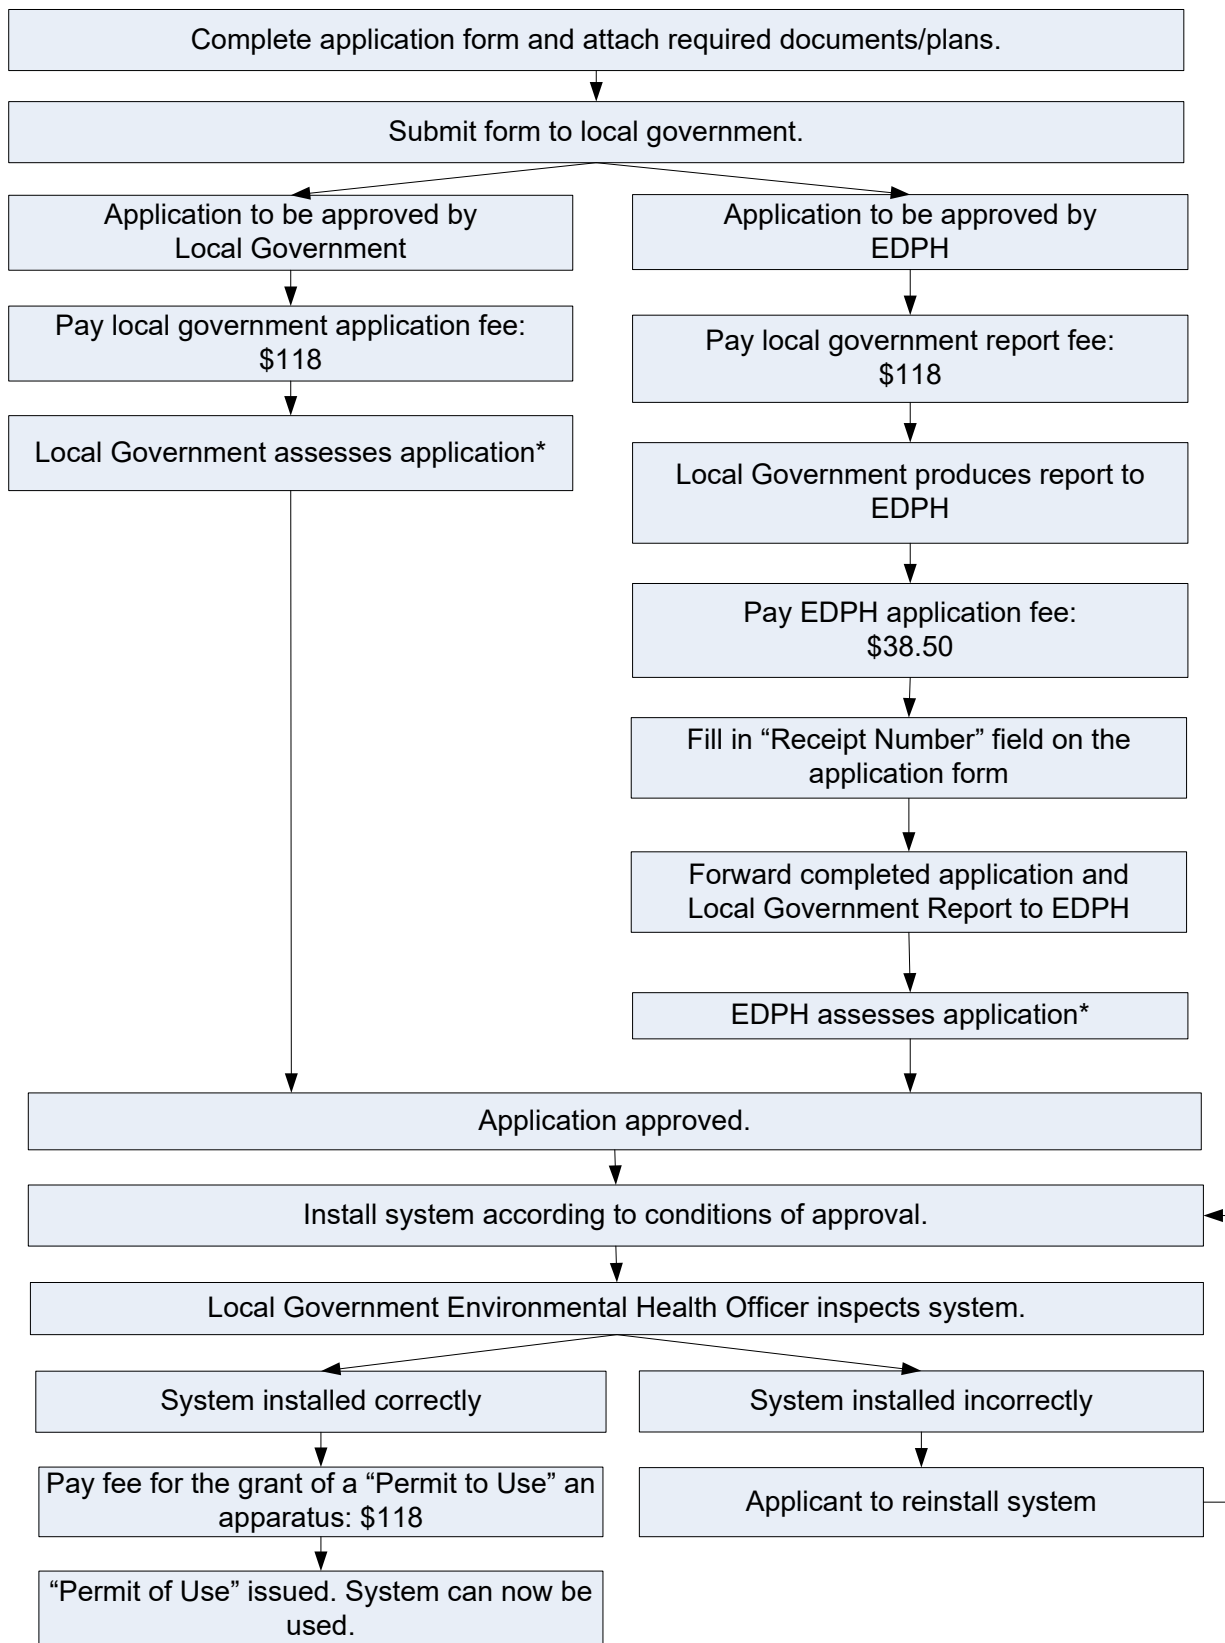 Complete application form and attach required documents/plans.
Submit form to local government.
Application to be approved by
Local Government
Application to be approved by
EDPH
Pay local government application fee:
$118
Pay local government report fee:
$118
Local Government assesses application*
Local Government produces report to
EDPH
Pay EDPH application fee:
$38.50
Fill in “Receipt Number” field on the
application form
Forward completed application and
Local Government Report to EDPH
EDPH assesses application*
Application approved.
Install system according to conditions of approval.
Local Government Environmental Health Officer inspects system.
System installed correctly
System installed incorrectly
Pay fee for the grant of a “Permit to Use” an
apparatus: $118
Applicant to reinstall system
“Permit of Use” issued. System can now be
used.